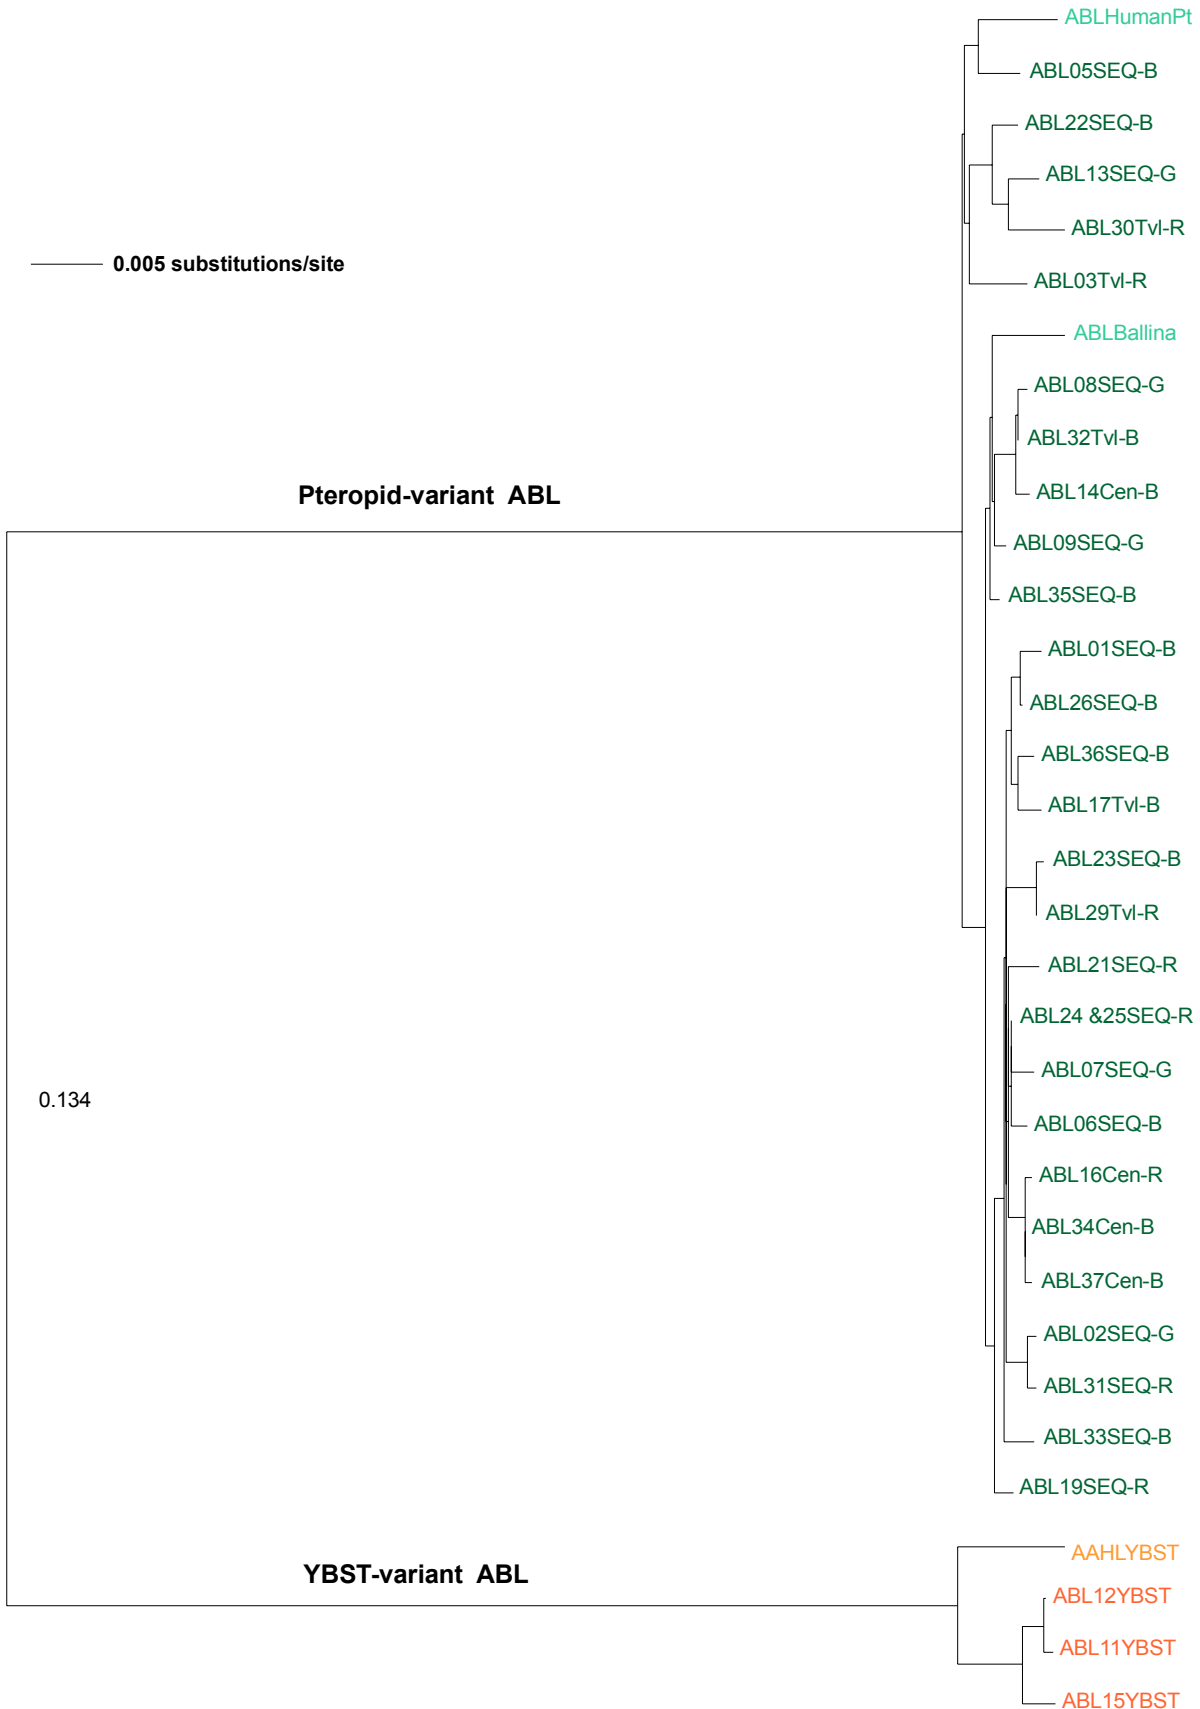 ABLHumanPt
ABL05SEQ-B
ABL22SEQ-B
ABL13SEQ-G
ABL30Tvl-R
0.005 substitutions/site
ABL03Tvl-R
ABLBallina
ABL08SEQ-G
ABL32Tvl-B
Pteropid-variant ABL
ABL14Cen-B
ABL09SEQ-G
ABL35SEQ-B
ABL01SEQ-B
ABL26SEQ-B
ABL36SEQ-B
ABL17Tvl-B
ABL23SEQ-B
ABL29Tvl-R
ABL21SEQ-R
ABL24 &25SEQ-R
ABL07SEQ-G
0.134
ABL06SEQ-B
ABL16Cen-R
ABL34Cen-B
ABL37Cen-B
ABL02SEQ-G
ABL31SEQ-R
ABL33SEQ-B
ABL19SEQ-R
AAHLYBST
YBST-variant ABL
ABL12YBST
ABL11YBST
ABL15YBST